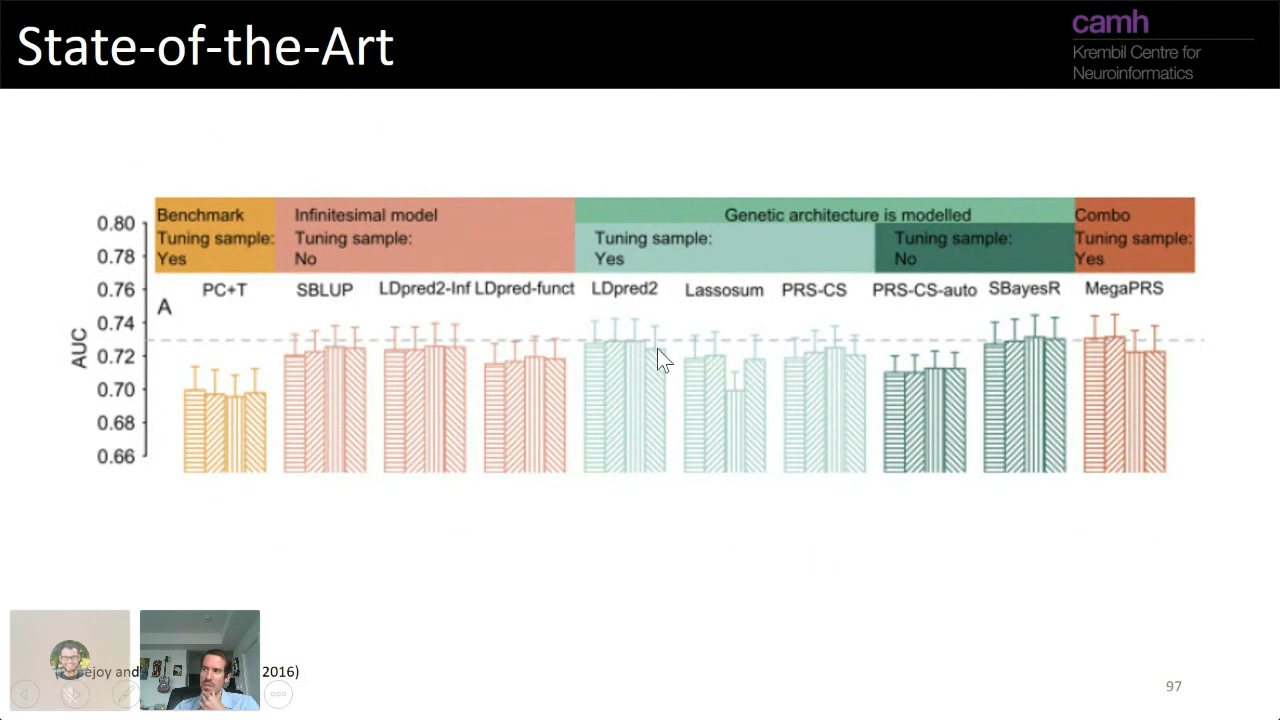 State-of-the-Art
camh
Krembil Centre for
Neuroinformatics
Benchmark
Tuning sample:
Yes
Infinitesimal model
Tuning sample:
No
Genetic architecture is modelled
Tuning sample:
Yes
Tuning sample:
No
Combo
Tuning sample:
Yes
PC+T SBLUP LDpred2-Inf LDpred-funct LDpred2 Lassosum PRS-CS PRS-CS-auto SBayesR MegaPRS
A
AUC
0.80
0.78
0.76
0.74
0.72
0.70
0.68
0.66
and 2016)
97